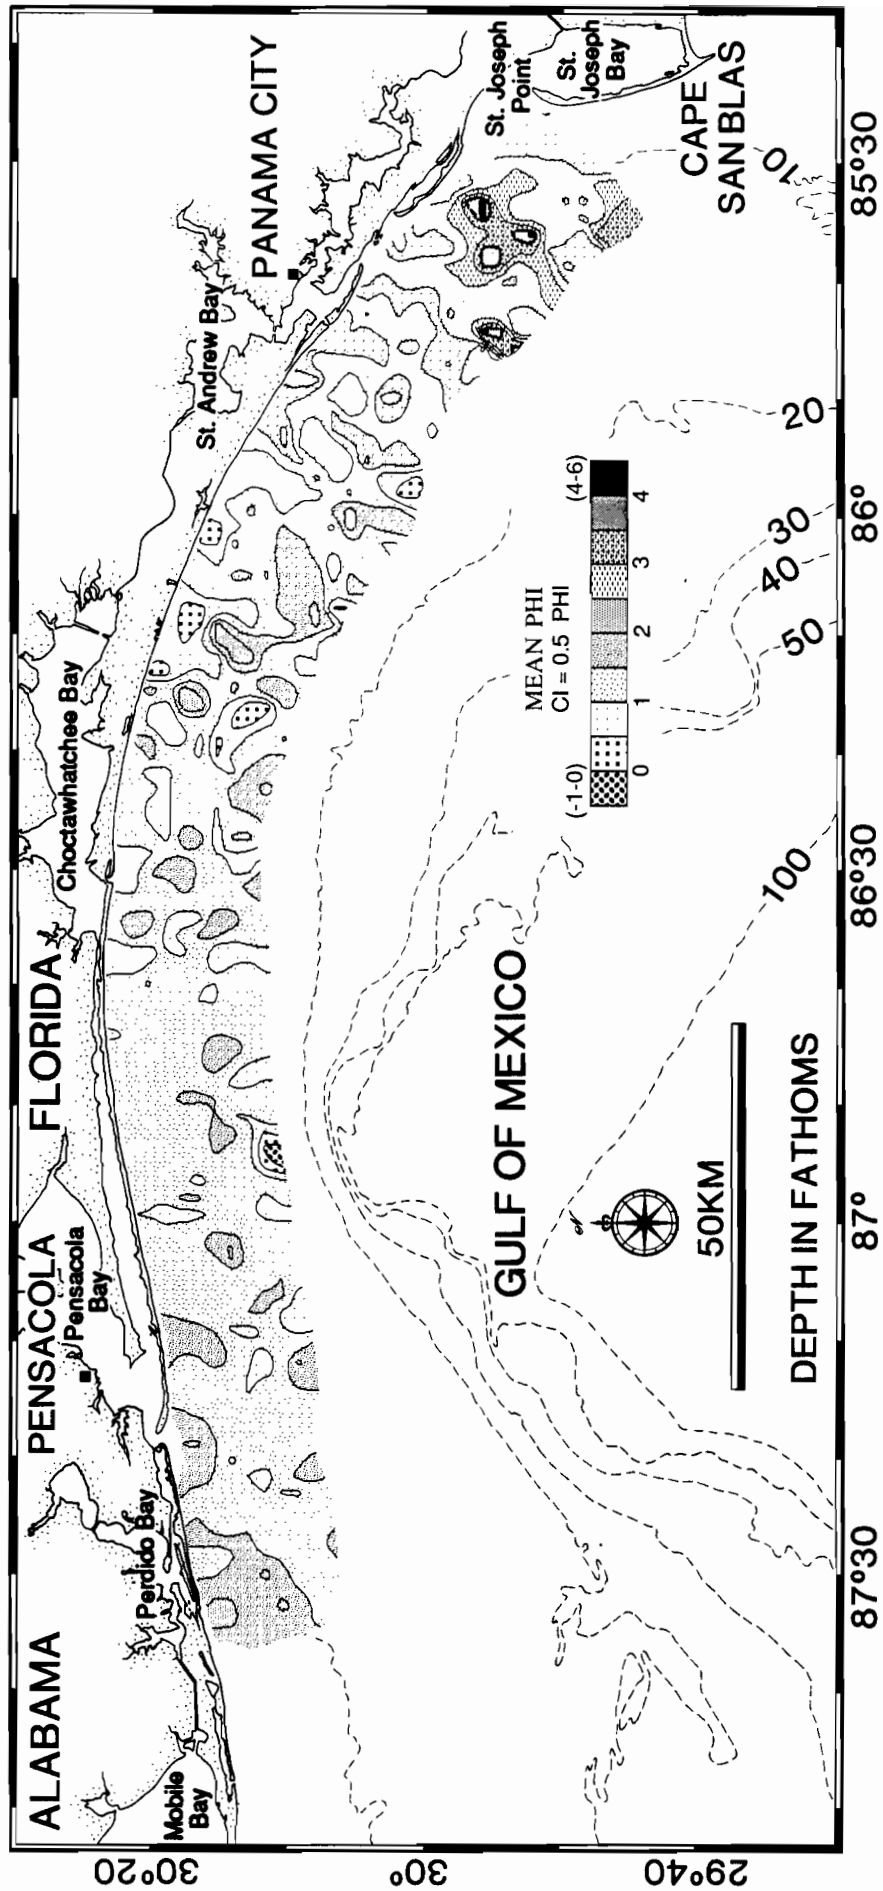 ALABAMA
PENSACOLA
FLORIDA
Mobile
Bay
Perdido Bay
Pensacola
Bay
Choctawhatchee Bay
St. Andrew Bay
PANAMA CITY
St. Joseph
Point
St.
Joseph
Bay
CAPE
SAN BLAS
GULF OF MEXICO
MEAN PHI
CI = 0.5 PHI
(-1-0)
(4-6)
0
1
2
3
4
10
20
30
40
50
100
N
50KM
DEPTH IN FATHOMS
30°20
30°
29°40
87°30
87°
86°30
86°
85°30